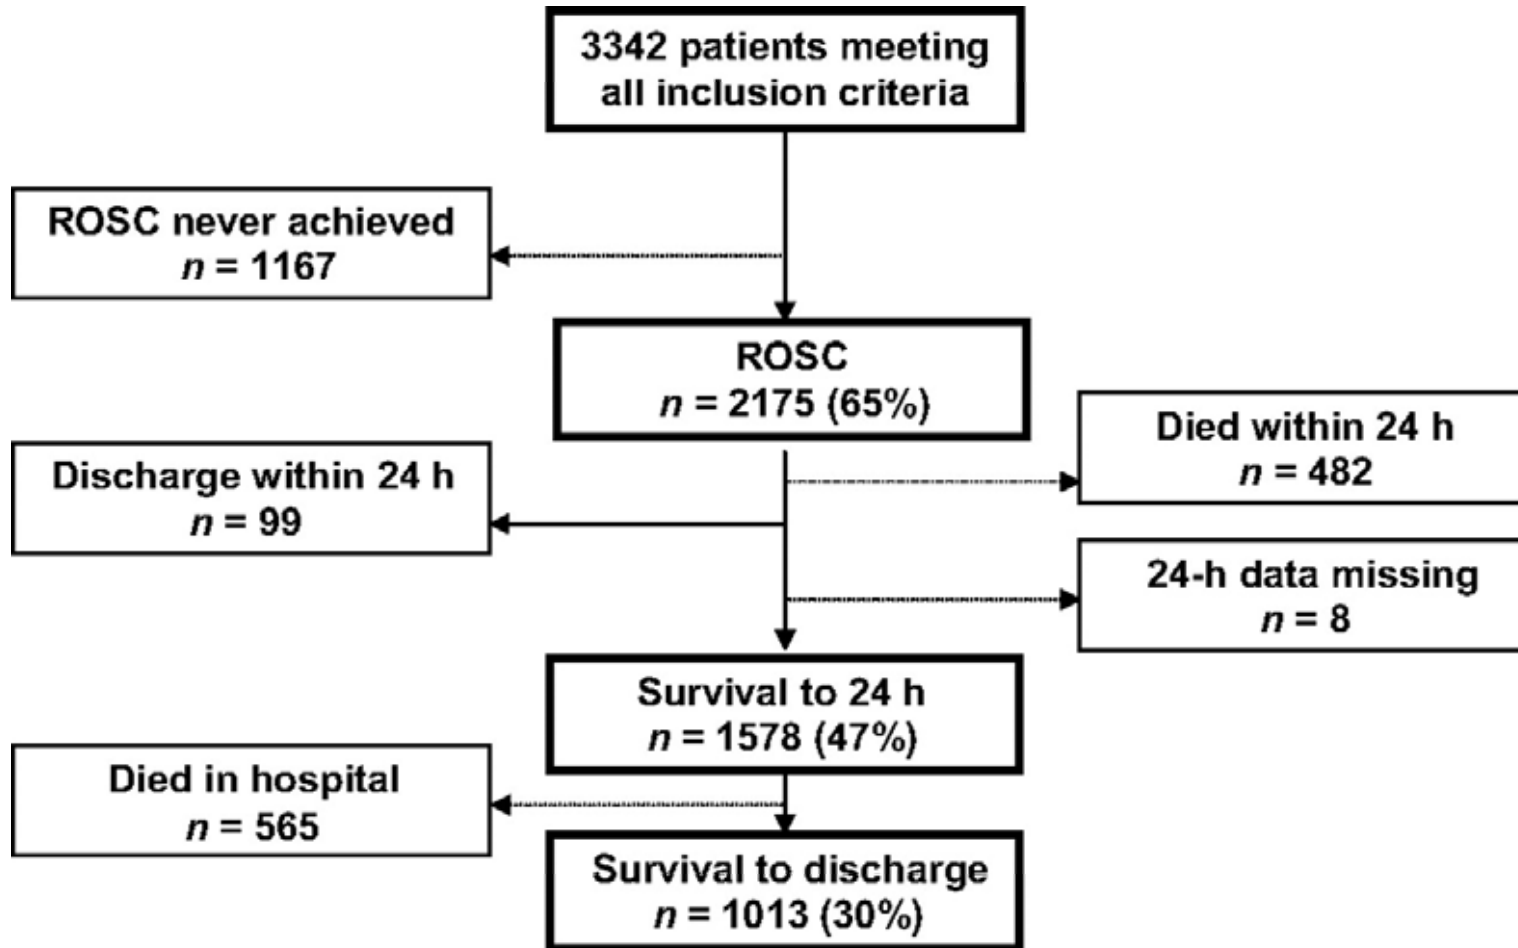 3342 patients meeting
all inclusion criteria
ROSC never achieved
n = 1167
ROSC
n = 2175 (65%)
Died within 24 h
n = 482
Discharge within 24 h
n = 99
24-h data missing
n = 8
Survival to 24 h
n = 1578 (47%)
Died in hospital
n = 565
Survival to discharge
n = 1013 (30%)